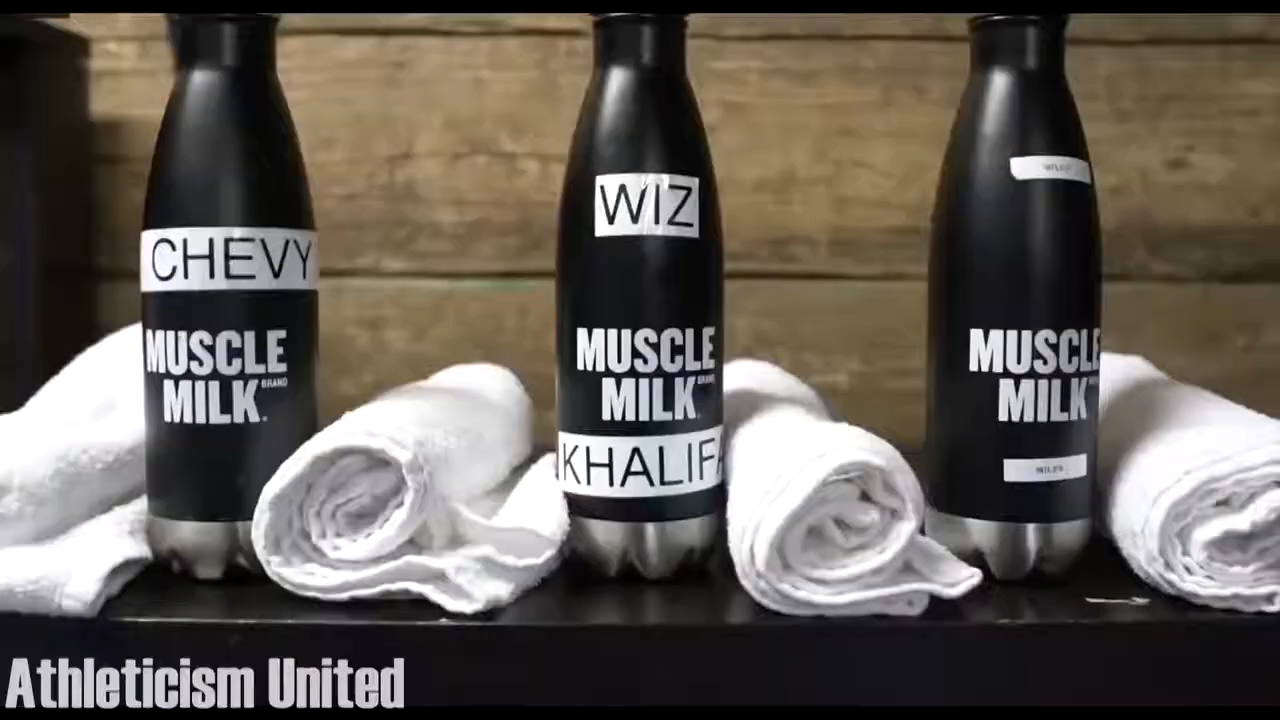 CHEVY
MUSCLE
MILK BRAND
WIZ
MUSCLE
MILK BRAND
KHALIFA
MUSCLE
MILK
Athleticism United